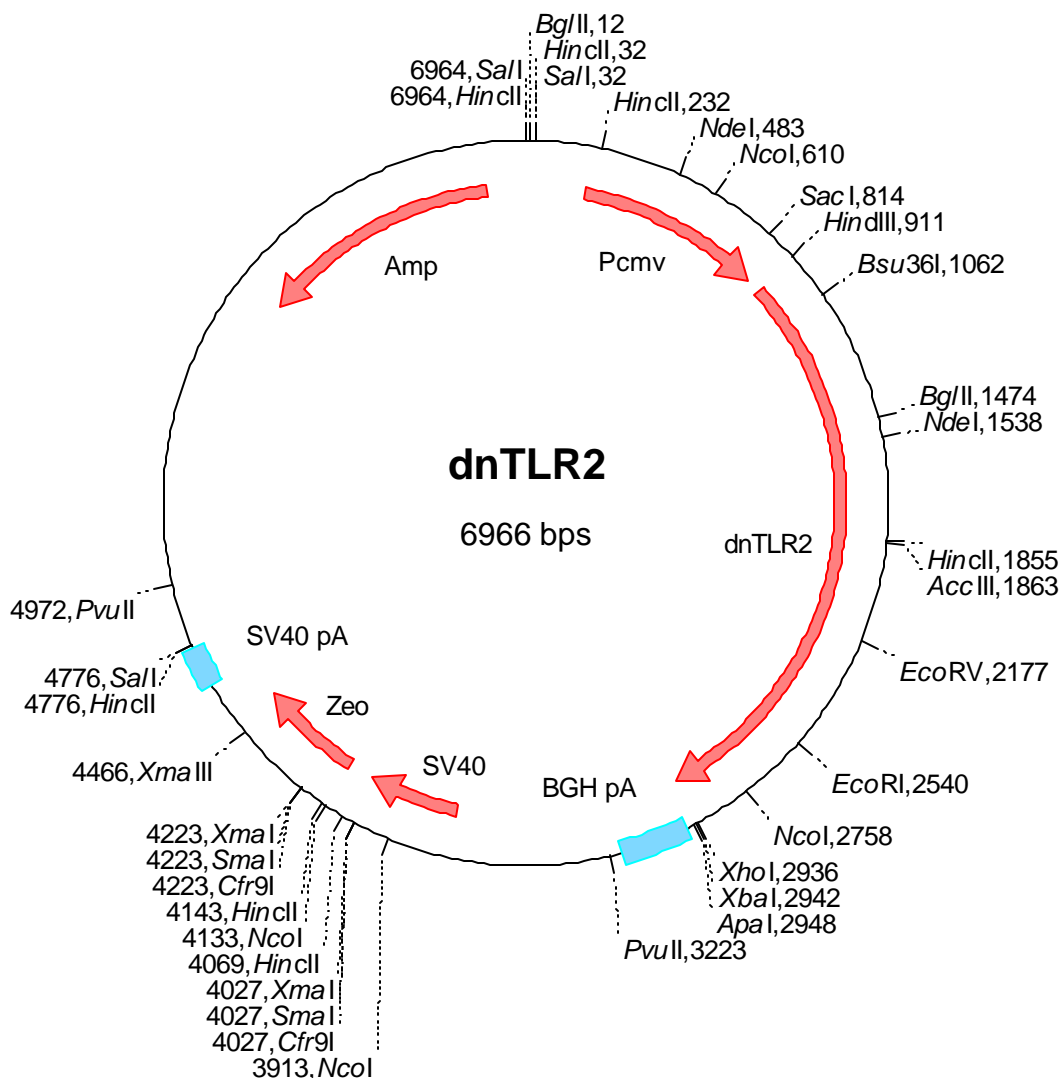 BglII,12
HincII,32
SalI,32
6964,SalI
6964,HincII
HincII,232
NdeI,483
NcoI,610
SacI,814
HindIII,911
Bsu36I,1062
Amp
Pcmv
BglII,1474
NdeI,1538
dnTLR2
6966 bps
dnTLR2
HincII,1855
AccIII,1863
4972,PvuII
SV40 pA
4776,SalI
4776,HincII
EcoRV,2177
Zeo
4466,XmaIII
SV40
BGH pA
EcoRI,2540
NcoI,2758
4223,XmaI
4223,SmaI
4223,Cfr9I
4143,HincII
4133,NcoI
4069,HincII
4027,XmaI
4027,SmaI
4027,Cfr9I
3913,NcoI
XhoI,2936
XbaI,2942
ApaI,2948
PvuII,3223